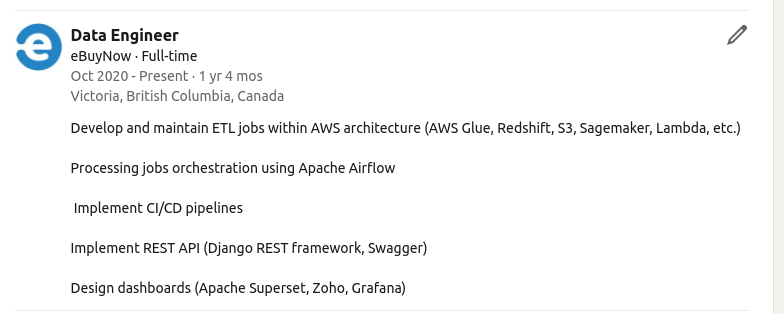 e
Data Engineer
eBuyNow · Full-time
Oct 2020 - Present · 1 yr 4 mos
Victoria, British Columbia, Canada
Develop and maintain ETL jobs within AWS architecture (AWS Glue, Redshift, S3, Sagemaker, Lambda, etc.)
Processing jobs orchestration using Apache Airflow
Implement CI/CD pipelines
Implement REST API (Django REST framework, Swagger)
Design dashboards (Apache Superset, Zoho, Grafana)